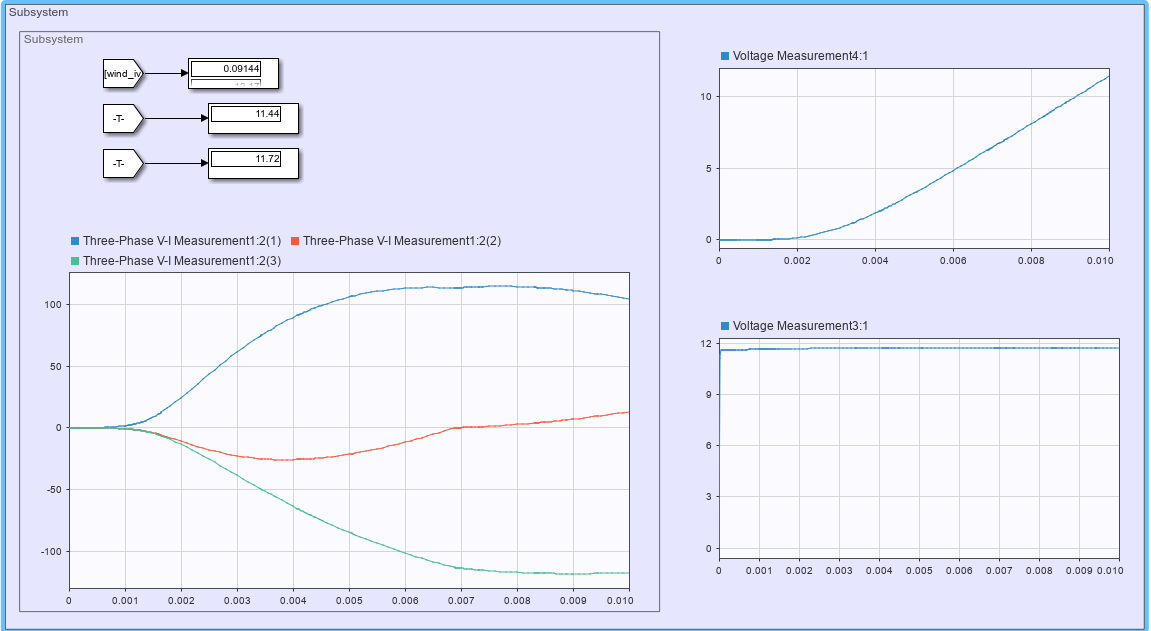 Subsystem
Subsystem
[wind_iv
0.09144
-T-
11.44
-T-
11.72
Three-Phase V-I Measurement1:2(1) Three-Phase V-I Measurement1:2(2)
Three-Phase V-I Measurement1:2(3)
100
50
0
-50
-100
0 0.001 0.002 0.003 0.004 0.005 0.006 0.007 0.008 0.009 0.010
Voltage Measurement4:1
10
5
0
0 0.002 0.004 0.006 0.008 0.010
Voltage Measurement3:1
12
9
6
3
0
0 0.001 0.002 0.003 0.004 0.005 0.006 0.007 0.008 0.009 0.010